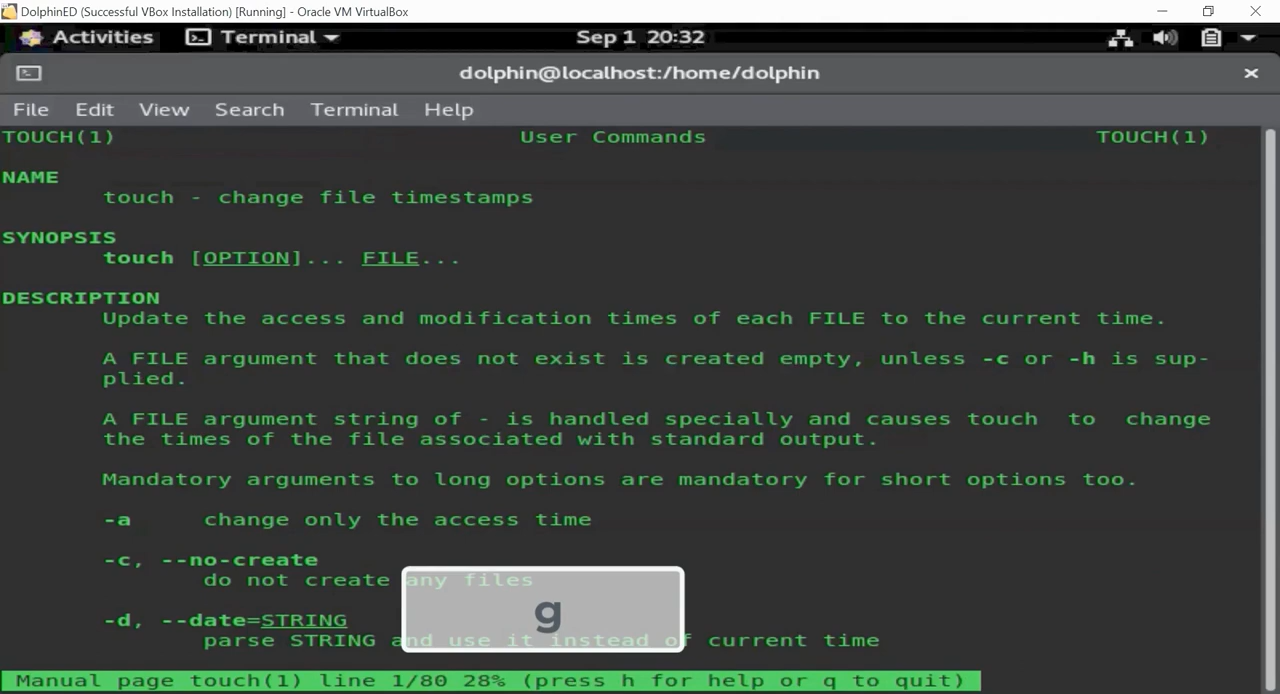 DolphinED (Successful VBox Installation) [Running] - Oracle VM VirtualBox
Activities Terminal Sep 1 20:32
dolphin@localhost:/home/dolphin
File Edit View Search Terminal Help
TOUCH(1) User Commands TOUCH(1)
NAME
touch - change file timestamps
SYNOPSIS
touch [OPTION]... FILE...
DESCRIPTION
Update the access and modification times of each FILE to the current time.
A FILE argument that does not exist is created empty, unless -c or -h is sup-
plied.
A FILE argument string of - is handled specially and causes touch to change
the times of the file associated with standard output.
Mandatory arguments to long options are mandatory for short options too.
-a change only the access time
-c, --no-create
do not create any files
g
-d, --date=STRING
parse STRING and use it instead of current time
Manual page touch(1) line 1/80 28% (press h for help or q to quit)